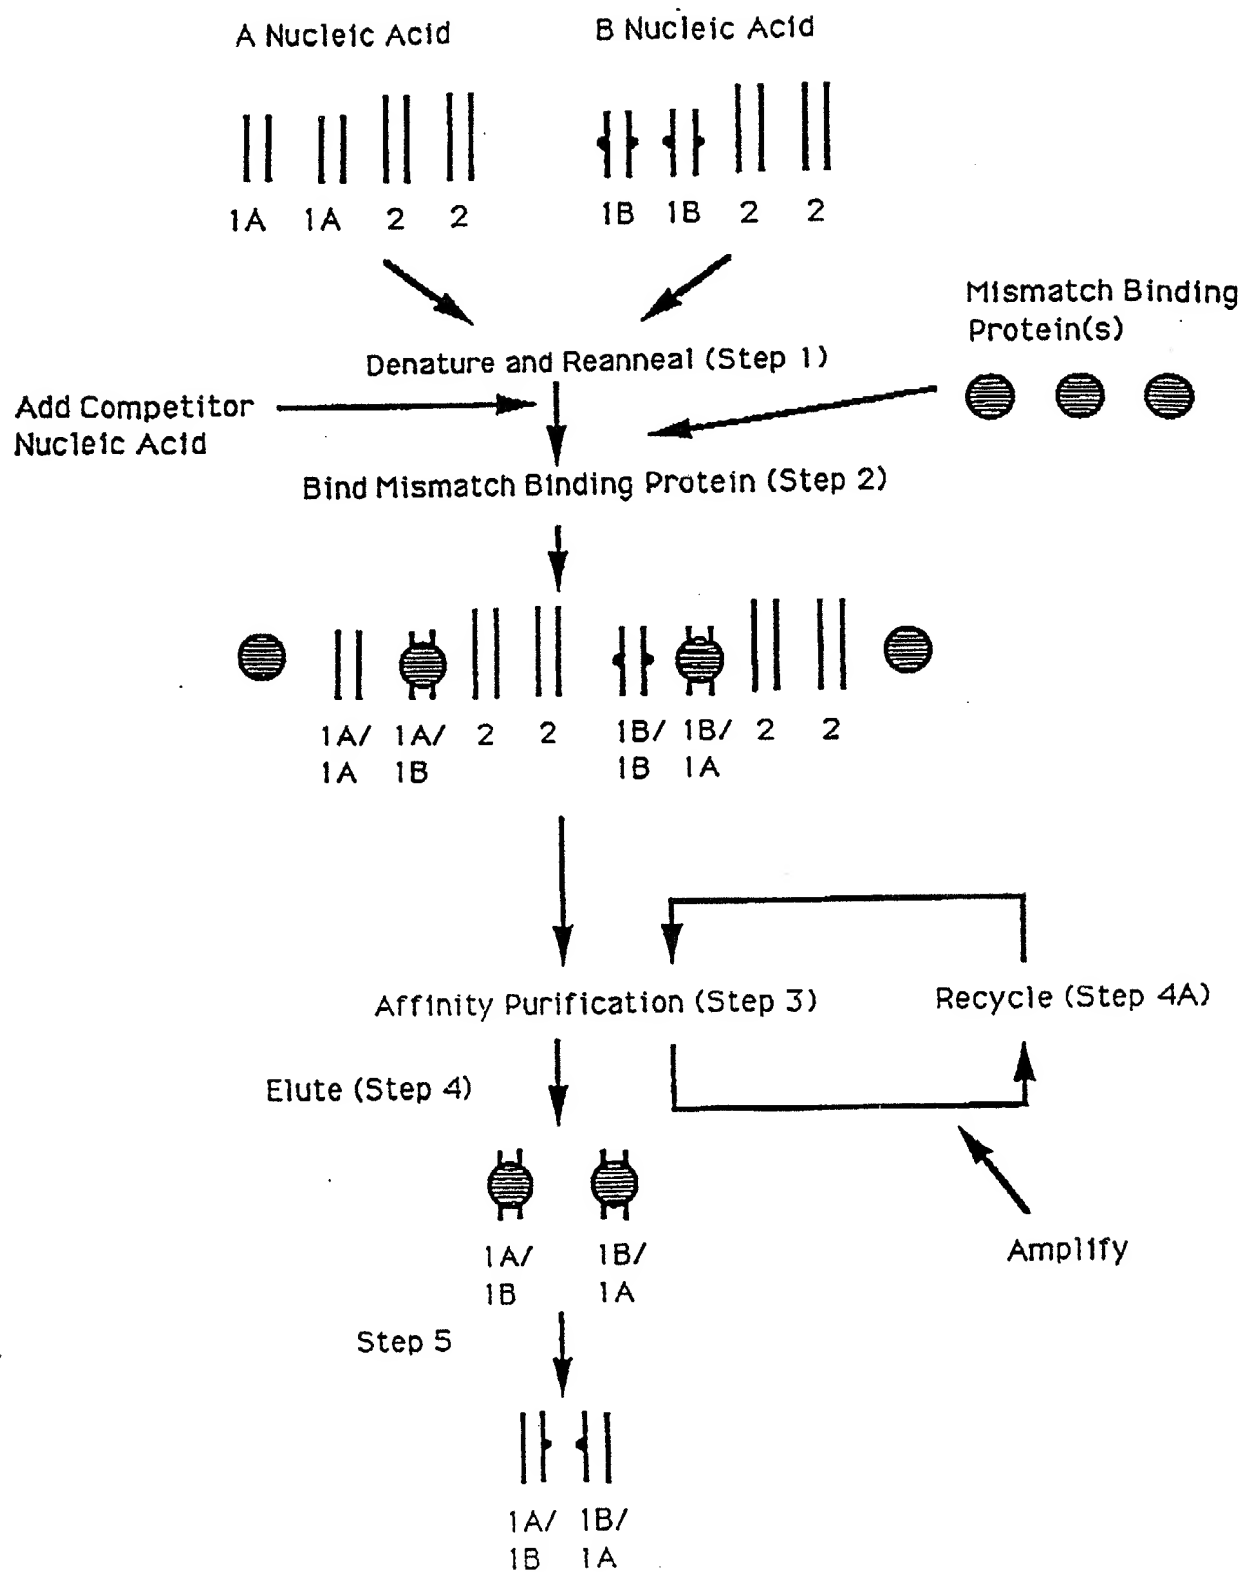 A Nucleic Acid
B Nucleic Acid
1A 1A 2 2
1B 1B 2 2
Mismatch Binding
Protein(s)
Denature and Reanneal (Step 1)
Add Competitor
Nucleic Acid
Bind Mismatch Binding Protein (Step 2)
1A/ 1A/ 2 2 1B/ 1B/ 2 2
1A 1B 1B 1A
Affinity Purification (Step 3)
Recycle (Step 4A)
Elute (Step 4)
Amplify
1A/ 1B/
1B 1A
Step 5
1A/ 1B/
1B 1A